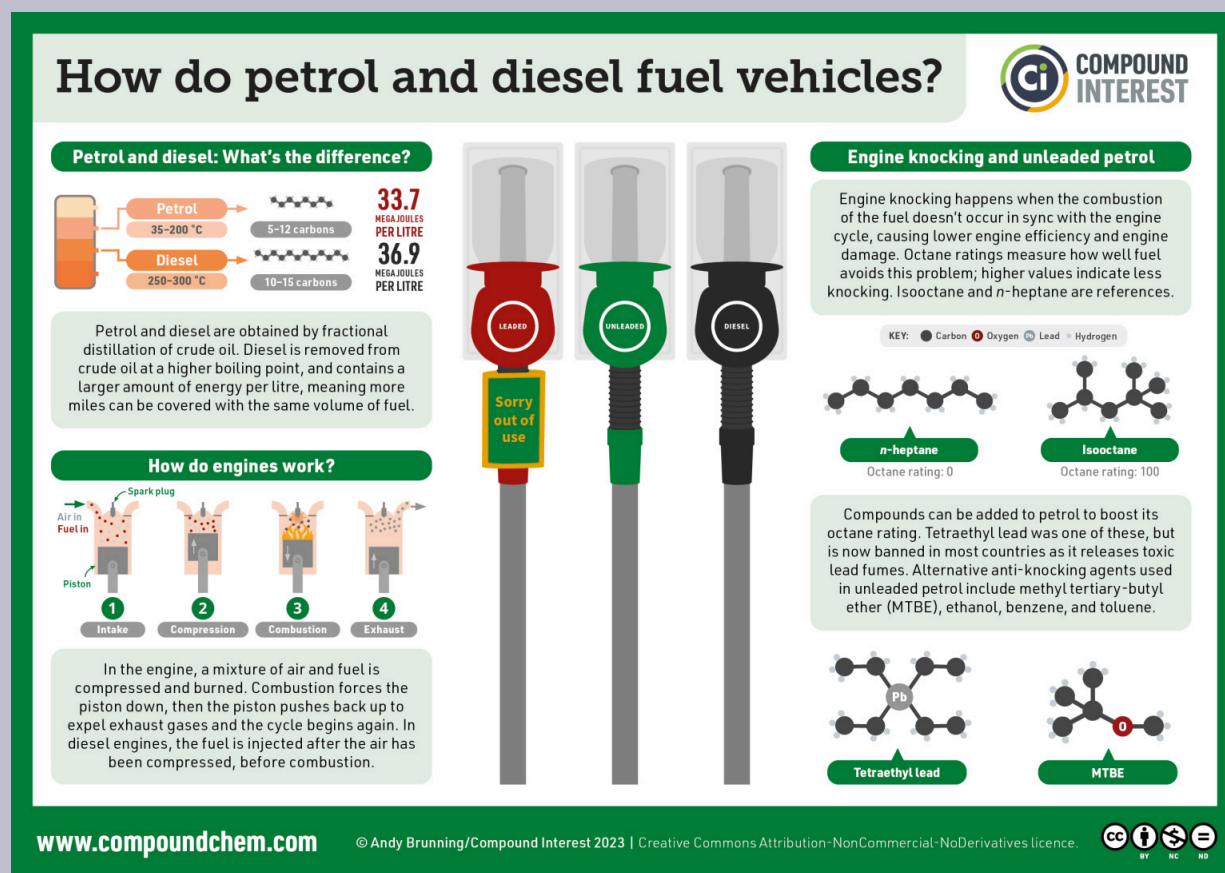 How do petrol and diesel fuel vehicles?
Ci
COMPOUND
INTEREST
Petrol and diesel: What's the difference?
Petrol
35–200 °C
5–12 carbons
33.7
MEGAJOULES
PER LITRE
Diesel
250–300 °C
10–15 carbons
36.9
MEGAJOULES
PER LITRE
Petrol and diesel are obtained by fractional
distillation of crude oil. Diesel is removed from
crude oil at a higher boiling point, and contains a
larger amount of energy per litre, meaning more
miles can be covered with the same volume of fuel.
How do engines work?
Spark plug
Air in
Fuel in
Piston
1
2
3
4
Intake
Compression
Combustion
Exhaust
In the engine, a mixture of air and fuel is
compressed and burned. Combustion forces the
piston down, then the piston pushes back up to
expel exhaust gases and the cycle begins again. In
diesel engines, the fuel is injected after the air has
been compressed, before combustion.
LEADED
UNLEADED
DIESEL
Sorry
out of
use
Engine knocking and unleaded petrol
Engine knocking happens when the combustion
of the fuel doesn't occur in sync with the engine
cycle, causing lower engine efficiency and engine
damage. Octane ratings measure how well fuel
avoids this problem; higher values indicate less
knocking. Isooctane and n-heptane are references.
KEY: Carbon O Oxygen Pb Lead Hydrogen
n-heptane
Octane rating: 0
Isooctane
Octane rating: 100
Compounds can be added to petrol to boost its
octane rating. Tetraethyl lead was one of these, but
is now banned in most countries as it releases toxic
lead fumes. Alternative anti-knocking agents used
in unleaded petrol include methyl tertiary-butyl
ether (MTBE), ethanol, benzene, and toluene.
Pb
O
Tetraethyl lead
MTBE
www.compoundchem.com
© Andy Brunning/Compound Interest 2023 | Creative Commons Attribution-NonCommercial-NoDerivatives licence.
cc
BY NC ND